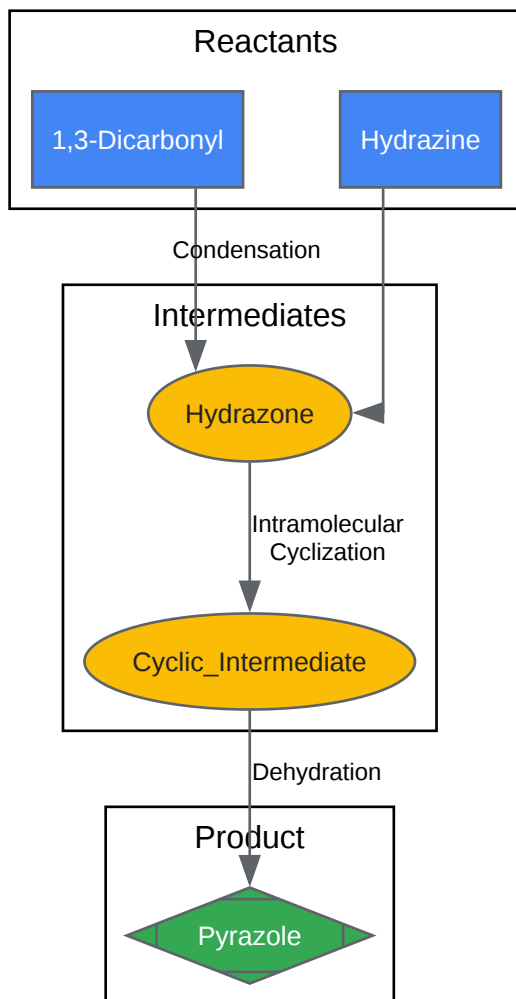 Reactants
1,3-Dicarbonyl
Hydrazine
Condensation
Intermediates
Hydrazone
Intramolecular
Cyclization
Cyclic_Intermediate
Dehydration
Product
Pyrazole